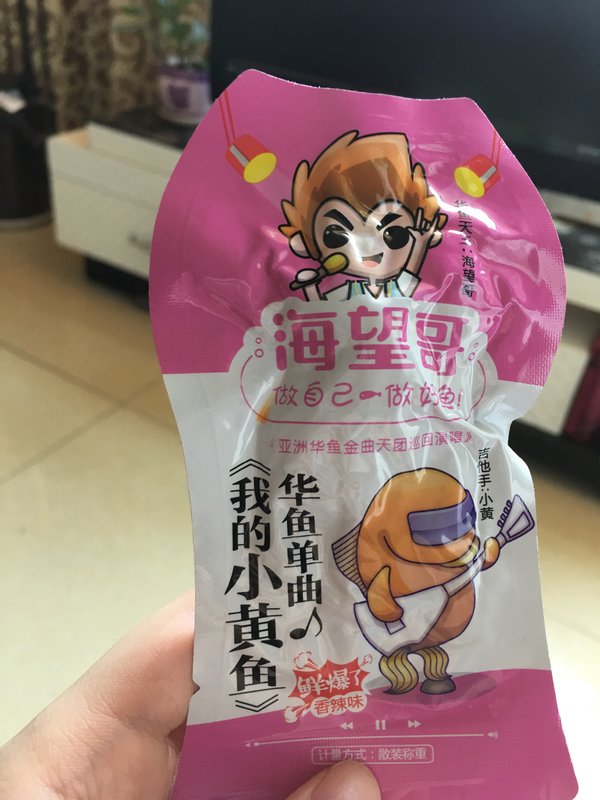 华鱼天王:海望哥
海望哥
做自己 做好鱼!
《亚洲华鱼金曲天团巡回演唱》
吉他手:小黄
华鱼单曲♪
《我的小黄鱼》
鲜爆了
香辣味
计量方式:散装称重